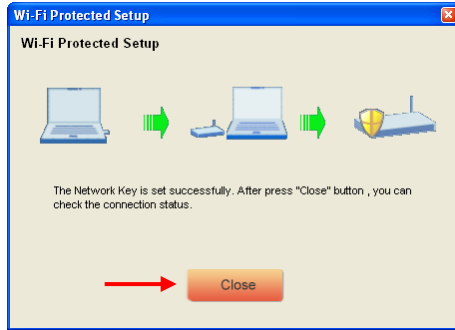 Wi-Fi Protected Setup
Wi-Fi Protected Setup
The Network Key is set successfully. After press "Close" button , you can
check the connection status.
Close